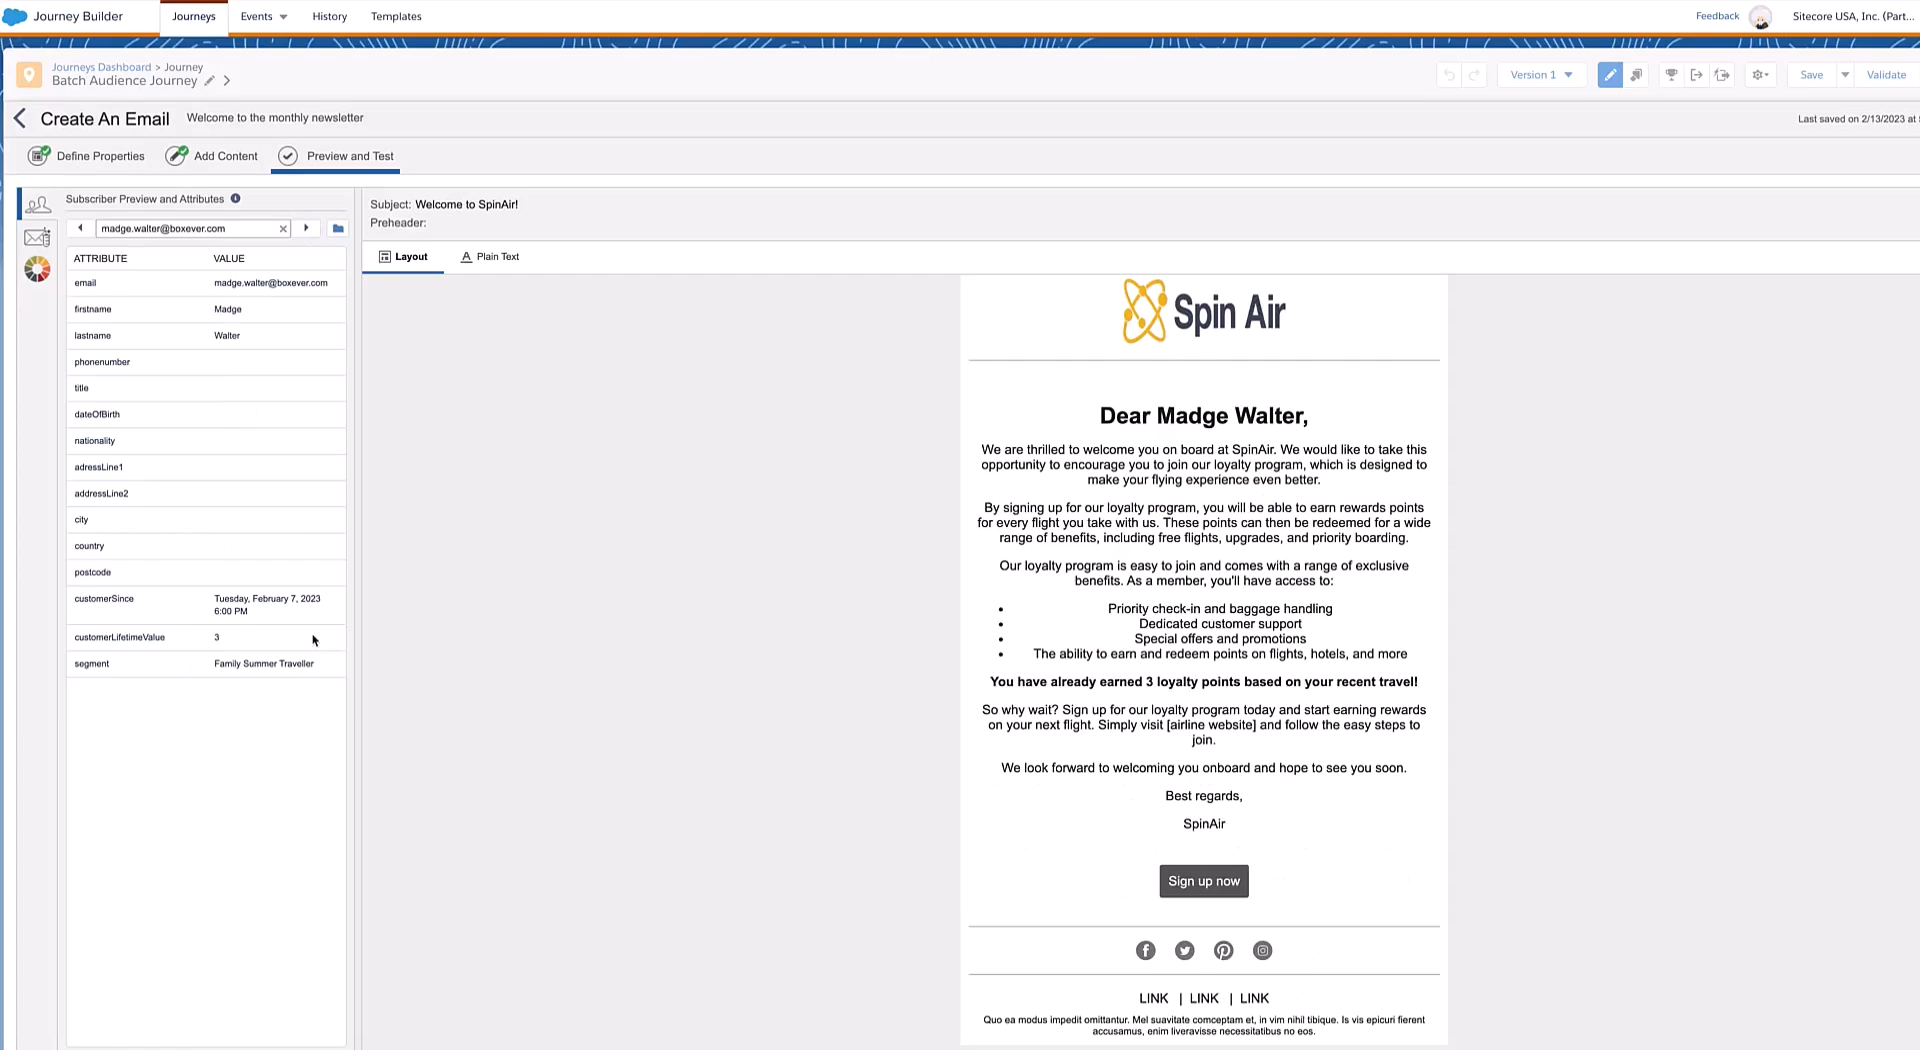 Journey Builder
Journeys
Events
History
Templates
Feedback
Sitecore USA, Inc. (Part...
Journeys Dashboard > Journey
Batch Audience Journey
Version 1
Save
Validate
Create An Email
Welcome to the monthly newsletter
Last saved on 2/13/2023 at
Define Properties
Add Content
Preview and Test
Subscriber Preview and Attributes
madge.walter@boxever.com
ATTRIBUTE VALUE
email madge.walter@boxever.com
firstname Madge
lastname Walter
phonenumber
title
dateOfBirth
nationality
adressLine1
addressLine2
city
country
postcode
customerSince Tuesday, February 7, 2023
6:00 PM
customerLifetimeValue 3
segment Family Summer Traveller
Subject: Welcome to SpinAir!
Preheader:
Layout
A Plain Text
Spin Air
Dear Madge Walter,
We are thrilled to welcome you on board at SpinAir. We would like to take this
opportunity to encourage you to join our loyalty program, which is designed to
make your flying experience even better.
By signing up for our loyalty program, you will be able to earn rewards points
for every flight you take with us. These points can then be redeemed for a wide
range of benefits, including free flights, upgrades, and priority boarding.
Our loyalty program is easy to join and comes with a range of exclusive
benefits. As a member, you'll have access to:
• Priority check-in and baggage handling
• Dedicated customer support
• Special offers and promotions
• The ability to earn and redeem points on flights, hotels, and more
You have already earned 3 loyalty points based on your recent travel!
So why wait? Sign up for our loyalty program today and start earning rewards
on your next flight. Simply visit [airline website] and follow the easy steps to
join.
We look forward to welcoming you onboard and hope to see you soon.
Best regards,
SpinAir
Sign up now
LINK | LINK | LINK
Quo ea modus impedit omittantur. Mel suavitate comceptam et, in vim nihil tibique. Is vis epicuri fierent
accusamus, enim liveravisse necessitatibus no eos.